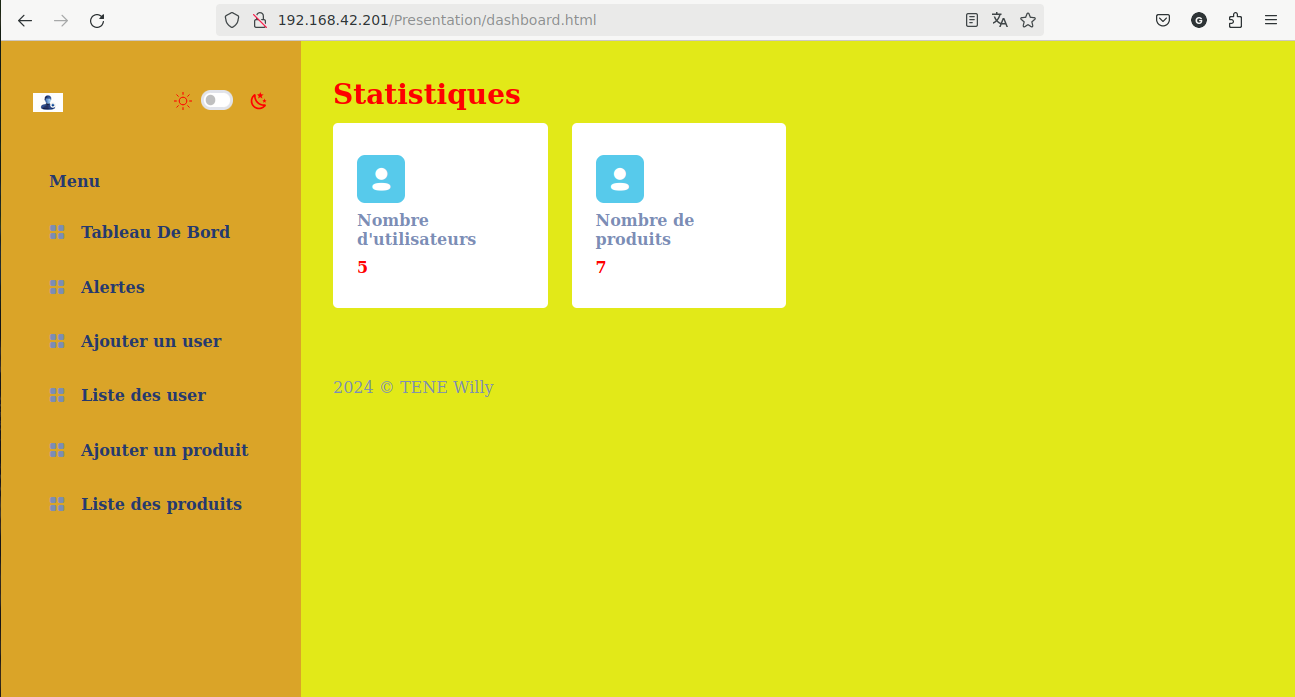 192.168.42.201/Presentation/dashboard.html
G
Menu
Tableau De Bord
Alertes
Ajouter un user
Liste des user
Ajouter un produit
Liste des produits
Statistiques
Nombre
d'utilisateurs
5
Nombre de
produits
7
2024 © TENE Willy